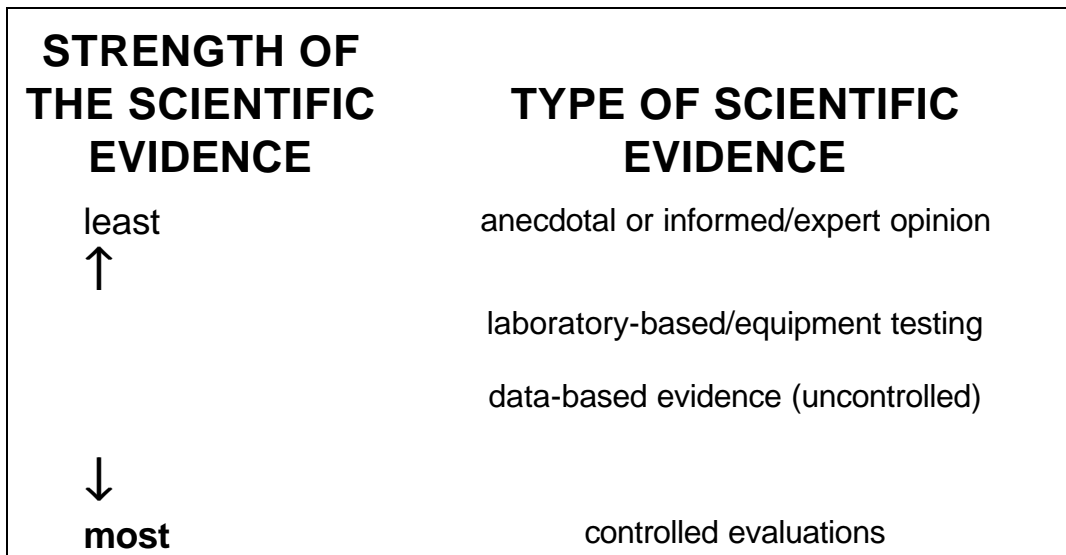 STRENGTH OF
THE SCIENTIFIC
EVIDENCE
TYPE OF SCIENTIFIC
EVIDENCE
least
anecdotal or informed/expert opinion
↑
laboratory-based/equipment testing
data-based evidence (uncontrolled)
↓
most
controlled evaluations